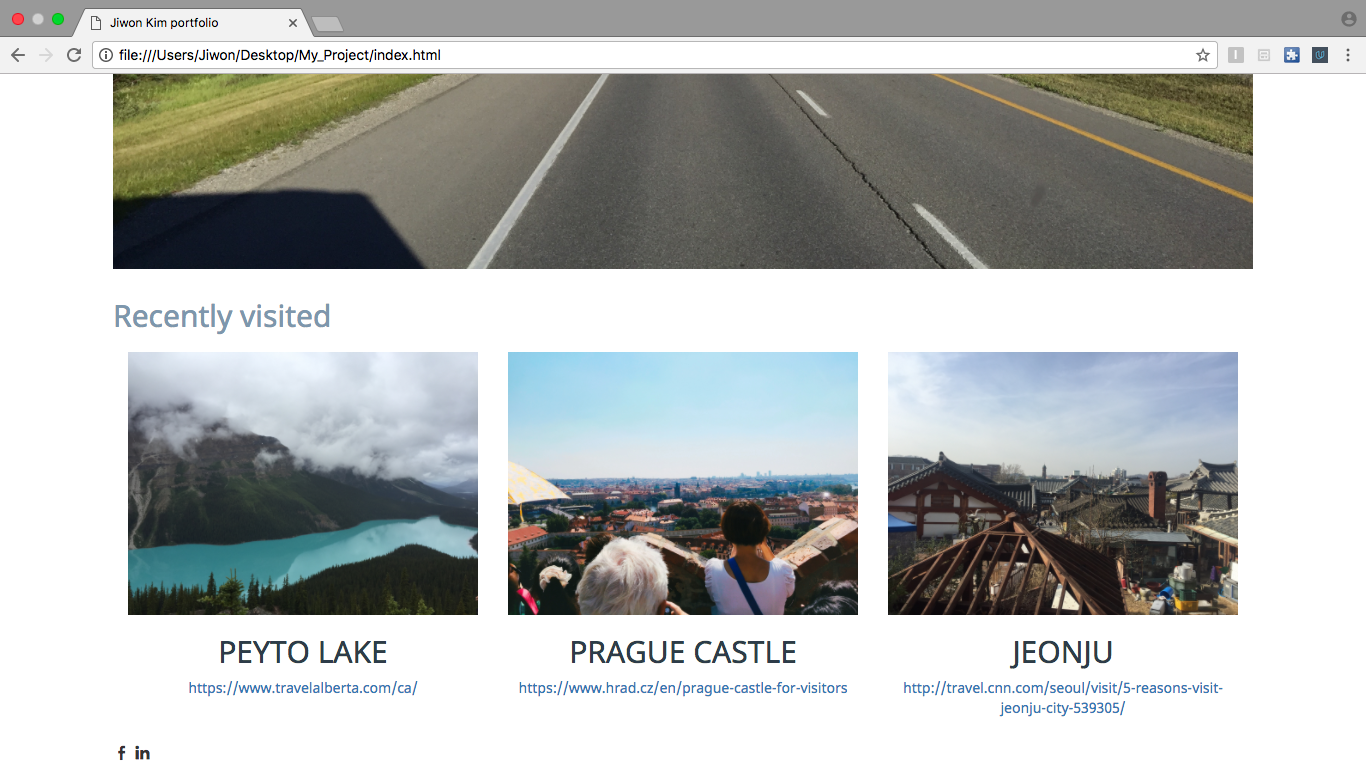 Jiwon Kim portfolio
file:///Users/Jiwon/Desktop/My_Project/index.html
Recently visited
PEYTO LAKE
https://www.travelalberta.com/ca/
PRAGUE CASTLE
https://www.hrad.cz/en/prague-castle-for-visitors
JEONJU
http://travel.cnn.com/seoul/visit/5-reasons-visit-
jeonju-city-539305/
f in